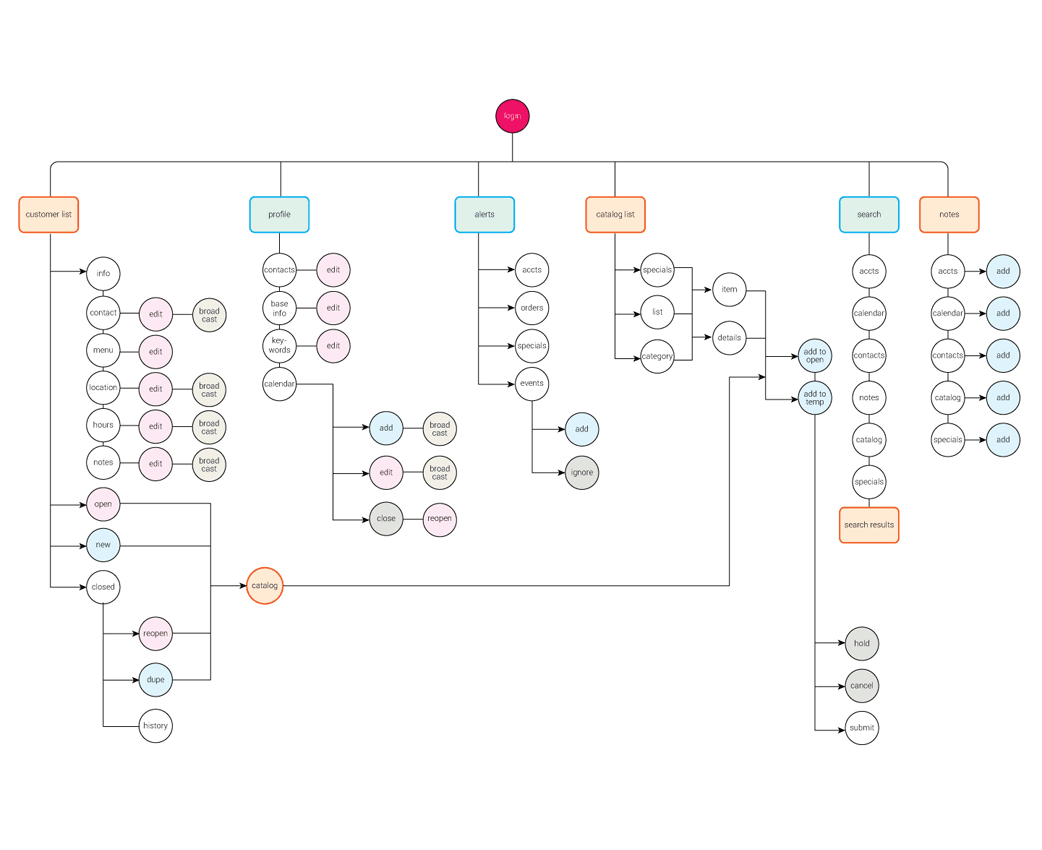 login
customer list
profile
alerts
catalog list
search
notes
info
contact
edit
broad
cast
menu
edit
location
edit
broad
cast
hours
edit
broad
cast
notes
edit
broad
cast
open
new
closed
reopen
dupe
history
catalog
contacts
edit
base
info
edit
key-
words
edit
calendar
add
broad
cast
edit
broad
cast
close
reopen
accts
orders
specials
events
add
ignore
specials
list
category
item
details
add to
open
add to
temp
hold
cancel
submit
accts
calendar
contacts
notes
catalog
specials
search results
accts
add
calendar
add
contacts
add
catalog
add
specials
add